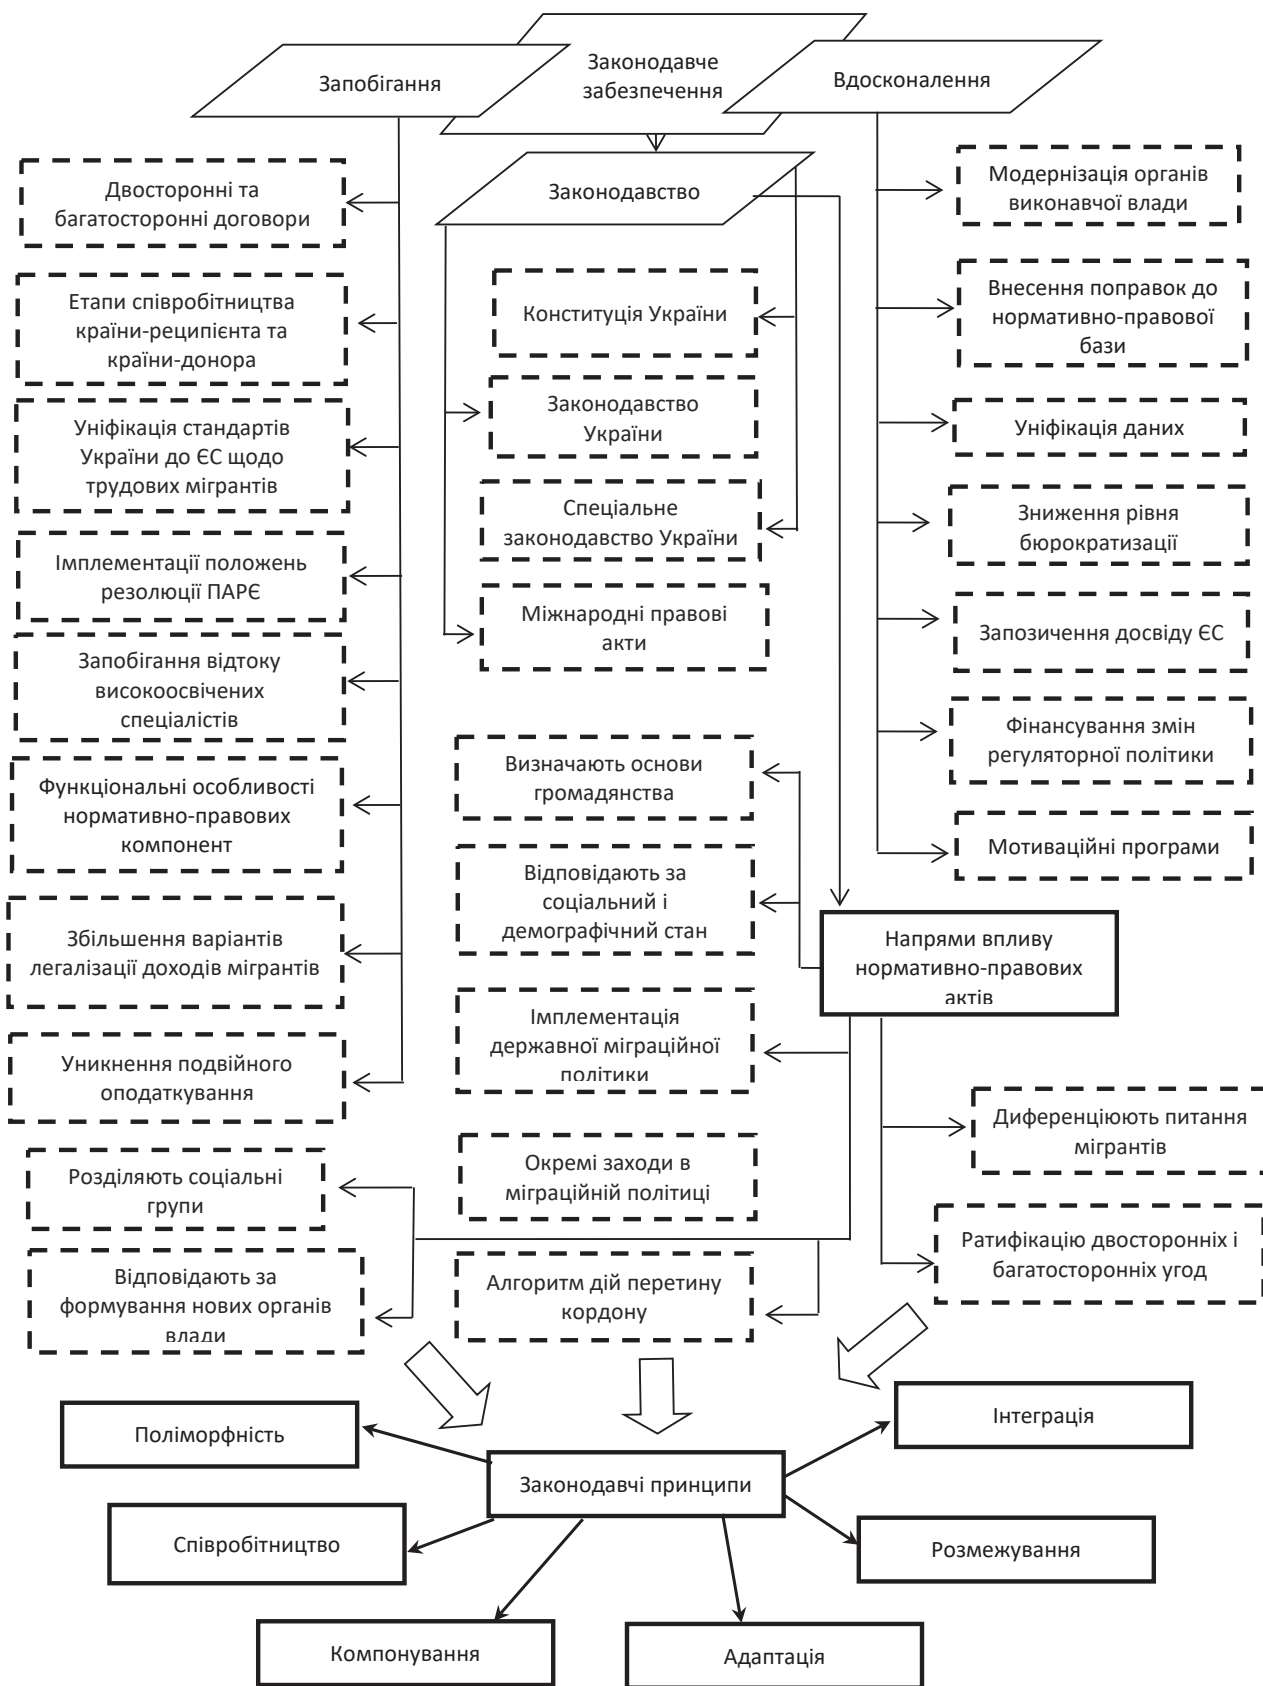 Запобігання
Законодавче
забезпечення
Вдосконалення
Законодавство
Двосторонні та
багатосторонні договори
Етапи співробітництва
країни-реципієнта та
країни-донора
Уніфікація стандартів
України до ЄС щодо
трудових мігрантів
Імплементації положень
резолюції ПАРЄ
Запобігання відтоку
високоосвічених
спеціалістів
Функціональні особливості
нормативно-правових
компонент
Збільшення варіантів
легалізації доходів мігрантів
Уникнення подвійного
оподаткування
Конституція України
Законодавство
України
Спеціальне
законодавство України
Міжнародні правові
акти
Модернізація органів
виконавчої влади
Внесення поправок до
нормативно-правової
бази
Уніфікація даних
Зниження рівня
бюрократизації
Запозичення досвіду ЄС
Фінансування змін
регуляторної політики
Мотиваційні програми
Визначають основи
громадянства
Відповідають за
соціальний і
демографічний стан
Імплементація
державної міграційної
політики
Окремі заходи в
міграційній політиці
Алгоритм дій перетину
кордону
Напрями впливу
нормативно-правових
актів
Диференціюють питання
мігрантів
Ратифікацію двосторонніх і
багатосторонніх угод
Розділяють соціальні
групи
Відповідають за
формування нових органів
влади
Поліморфність
Інтеграція
Законодавчі принципи
Співробітництво
Розмежування
Компонування
Адаптація